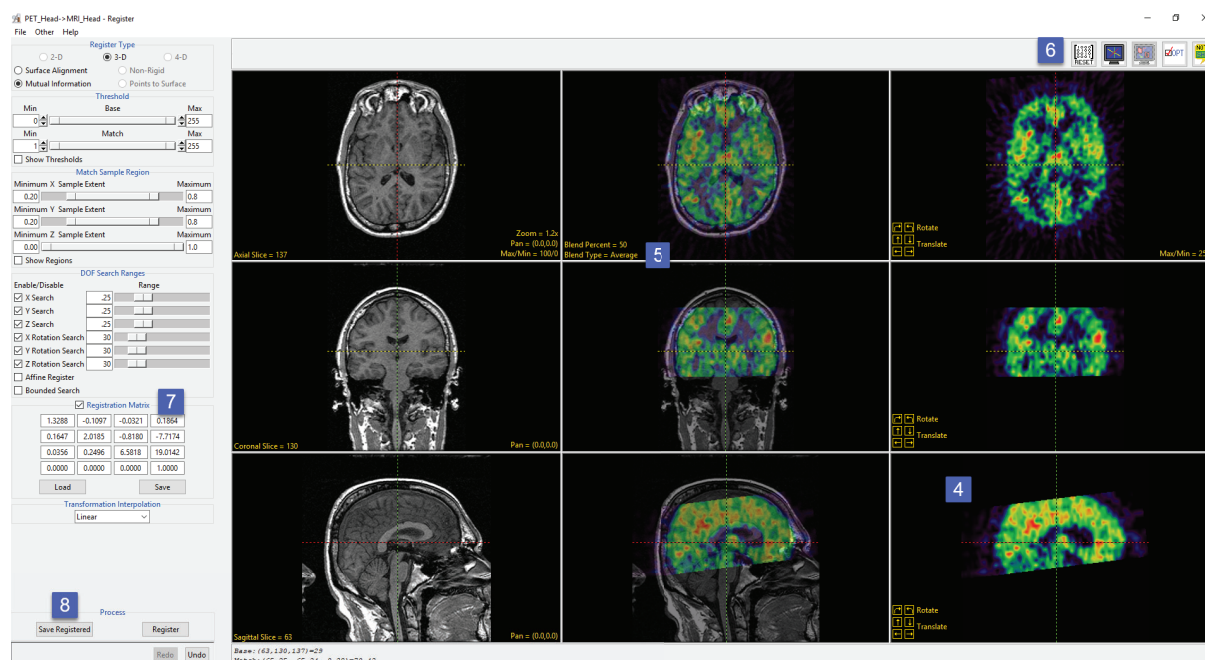 PET_Head->MRI_Head - Register
File Other Help
Register Type
2-D 3-D 4-D
Surface Alignment Non-Rigid
Mutual Information Points to Surface
Threshold
Min Base Max
0 255
Min Match Max
1 255
Show Thresholds
Match Sample Region
Minimum X Sample Extent Maximum
0.20 0.8
Minimum Y Sample Extent Maximum
0.20 0.8
Minimum Z Sample Extent Maximum
0.00 1.0
Show Regions
DOF Search Ranges
Enable/Disable Range
X Search .25
Y Search .25
Z Search .25
X Rotation Search 30
Y Rotation Search 30
Z Rotation Search 30
Affine Register
Bounded Search
Registration Matrix 7
1.3288 -0.1097 -0.0321 0.1864
0.1647 2.0185 -0.8180 -7.7174
0.0356 0.2496 6.5818 19.0142
0.0000 0.0000 0.0000 1.0000
Load Save
Transformation Interpolation
Linear
8
Process
Save Registered Register
Redo Undo
6
RESET
OPT
NOT
Zoom = 1.2x
Pan = (0.0,0.0)
Axial Slice = 137 Max/Min = 100/0
Blend Percent = 50
Blend Type = Average
5
Rotate
Translate
Max/Min = 25
Coronal Slice = 130 Pan = (0.0,0.0)
Rotate
Translate
4
Sagittal Slice = 63 Pan = (0.0,0.0)
Rotate
Translate
Base:(63,130,137)=29